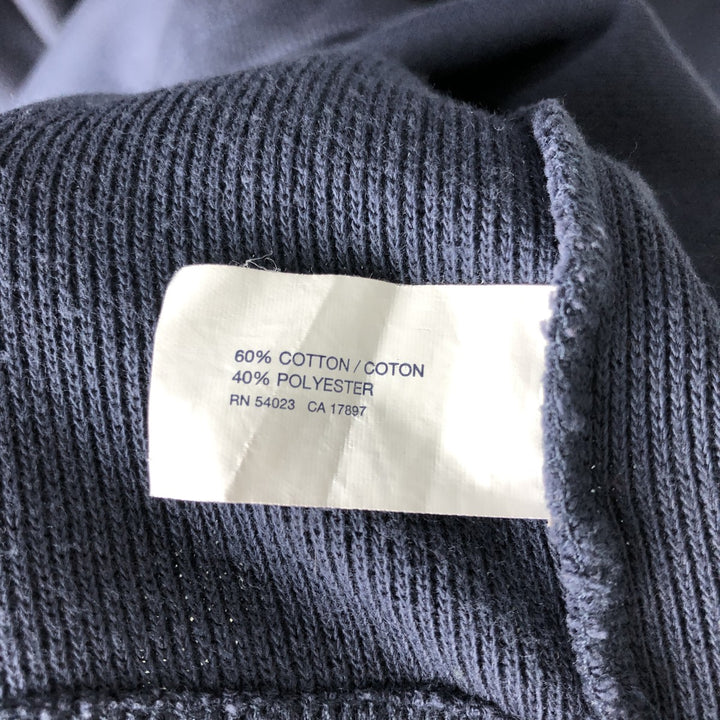 60% COTTON / COTON
40% POLYESTER
RN 54023 CA 17897